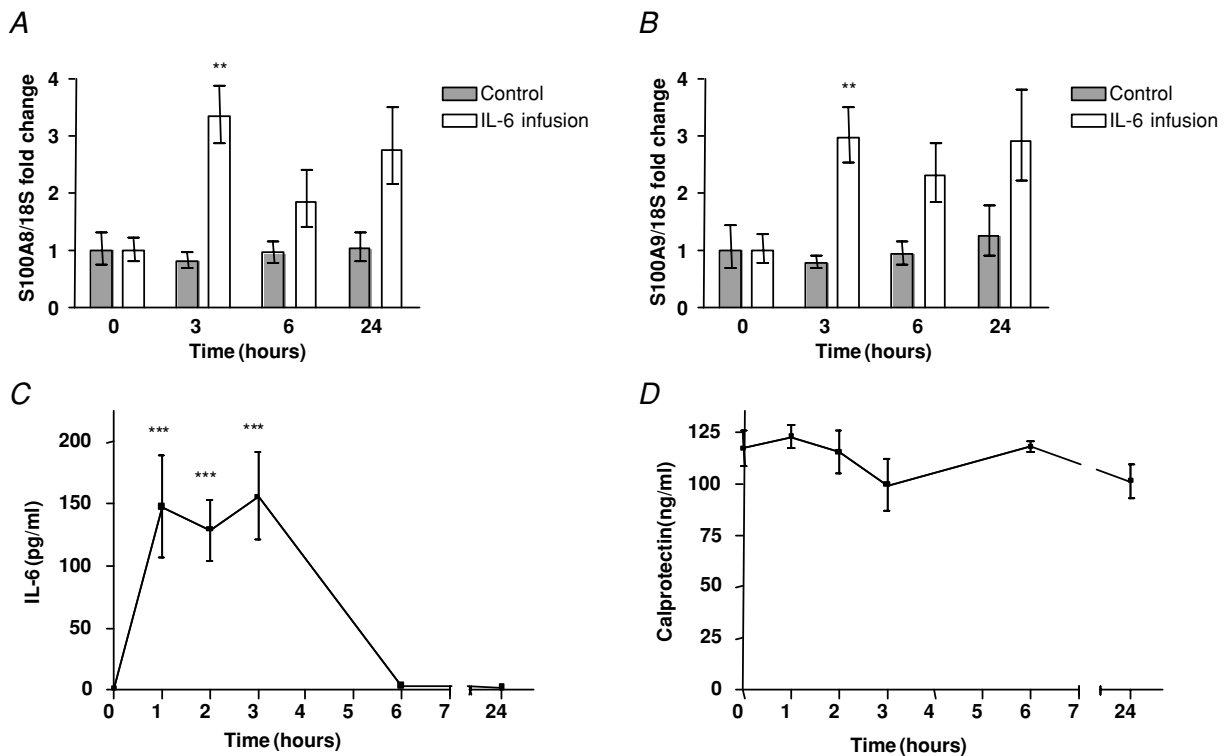 A
S100A8/18S fold change
4
3
2
1
0
**
Control
IL-6 infusion
0 3 6 24
Time (hours)
B
S100A9/18S fold change
4
3
2
1
0
**
Control
IL-6 infusion
0 3 6 24
Time (hours)
C
IL-6 (pg/ml)
200
150
100
50
0
***
***
***
0 1 2 3 4 5 6 7 24
Time (hours)
D
Calprotectin(ng/ml)
125
100
75
50
25
0
0 1 2 3 4 5 6 7 24
Time (hours)